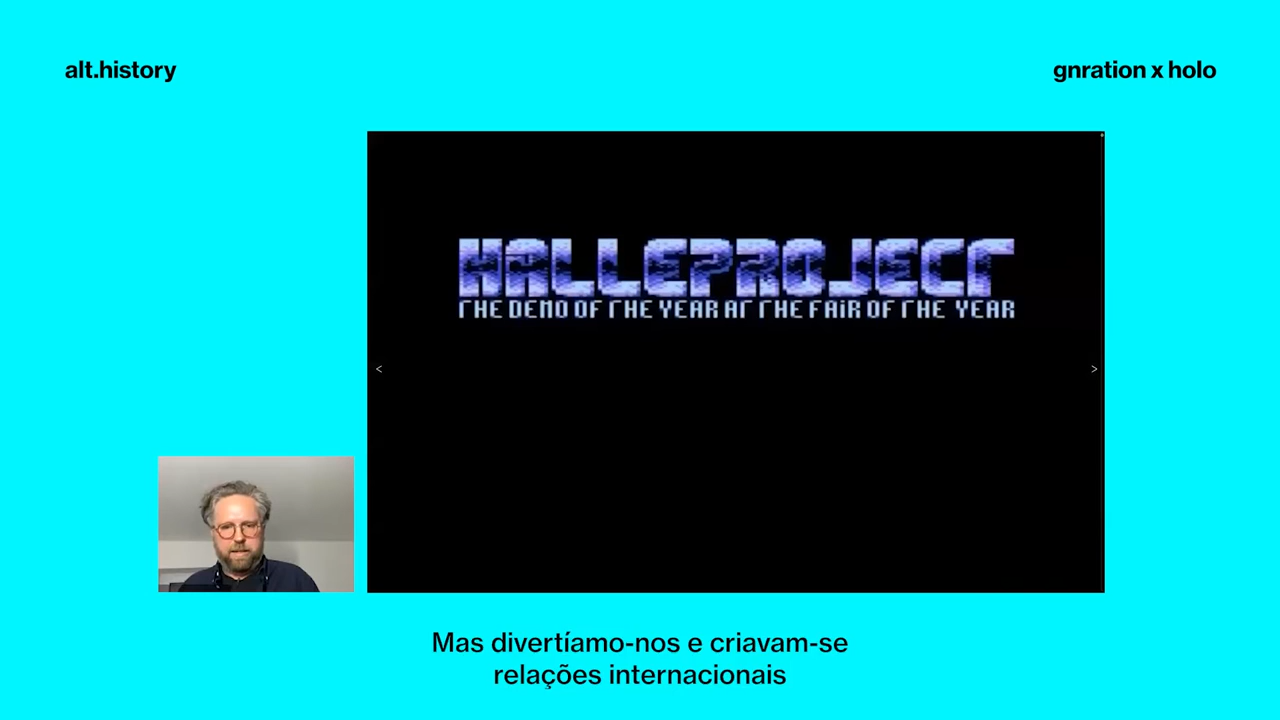 alt.history
gnration x holo
HALLEPROJECT
THE DEMO OF THE YEAR AT THE FAIR OF THE YEAR
<
>
Mas divertíamo-nos e criavam-se
relações internacionais